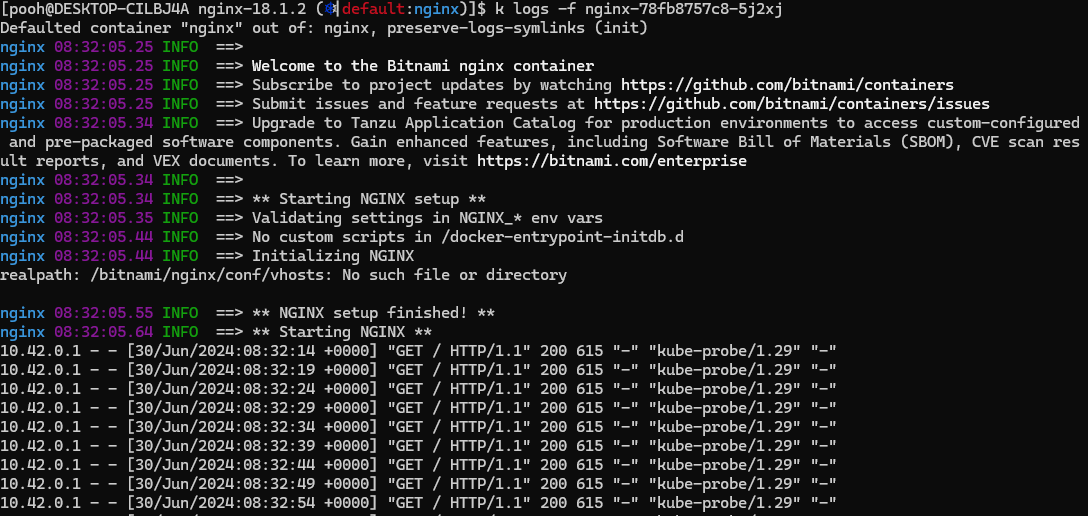 [pooh@DESKTOP-CILBJ4A nginx-18.1.2 (⎈|default:nginx)]$ k logs -f nginx-78fb8757c8-5j2xj
Defaulted container "nginx" out of: nginx, preserve-logs-symlinks (init)
nginx 08:32:05.25 INFO  ==>
nginx 08:32:05.25 INFO  ==> Welcome to the Bitnami nginx container
nginx 08:32:05.25 INFO  ==> Subscribe to project updates by watching https://github.com/bitnami/containers
nginx 08:32:05.25 INFO  ==> Submit issues and feature requests at https://github.com/bitnami/containers/issues
nginx 08:32:05.34 INFO  ==> Upgrade to Tanzu Application Catalog for production environments to access custom-configured
 and pre-packaged software components. Gain enhanced features, including Software Bill of Materials (SBOM), CVE scan res
ult reports, and VEX documents. To learn more, visit https://bitnami.com/enterprise
nginx 08:32:05.34 INFO  ==>
nginx 08:32:05.34 INFO  ==> ** Starting NGINX setup **
nginx 08:32:05.35 INFO  ==> Validating settings in NGINX_* env vars
nginx 08:32:05.44 INFO  ==> No custom scripts in /docker-entrypoint-initdb.d
nginx 08:32:05.44 INFO  ==> Initializing NGINX
realpath: /bitnami/nginx/conf/vhosts: No such file or directory
nginx 08:32:05.55 INFO  ==> ** NGINX setup finished! **
nginx 08:32:05.64 INFO  ==> ** Starting NGINX **
10.42.0.1 - - [30/Jun/2024:08:32:14 +0000] "GET / HTTP/1.1" 200 615 "-" "kube-probe/1.29" "-"
10.42.0.1 - - [30/Jun/2024:08:32:19 +0000] "GET / HTTP/1.1" 200 615 "-" "kube-probe/1.29" "-"
10.42.0.1 - - [30/Jun/2024:08:32:24 +0000] "GET / HTTP/1.1" 200 615 "-" "kube-probe/1.29" "-"
10.42.0.1 - - [30/Jun/2024:08:32:29 +0000] "GET / HTTP/1.1" 200 615 "-" "kube-probe/1.29" "-"
10.42.0.1 - - [30/Jun/2024:08:32:34 +0000] "GET / HTTP/1.1" 200 615 "-" "kube-probe/1.29" "-"
10.42.0.1 - - [30/Jun/2024:08:32:39 +0000] "GET / HTTP/1.1" 200 615 "-" "kube-probe/1.29" "-"
10.42.0.1 - - [30/Jun/2024:08:32:44 +0000] "GET / HTTP/1.1" 200 615 "-" "kube-probe/1.29" "-"
10.42.0.1 - - [30/Jun/2024:08:32:49 +0000] "GET / HTTP/1.1" 200 615 "-" "kube-probe/1.29" "-"
10.42.0.1 - - [30/Jun/2024:08:32:54 +0000] "GET / HTTP/1.1" 200 615 "-" "kube-probe/1.29" "-"